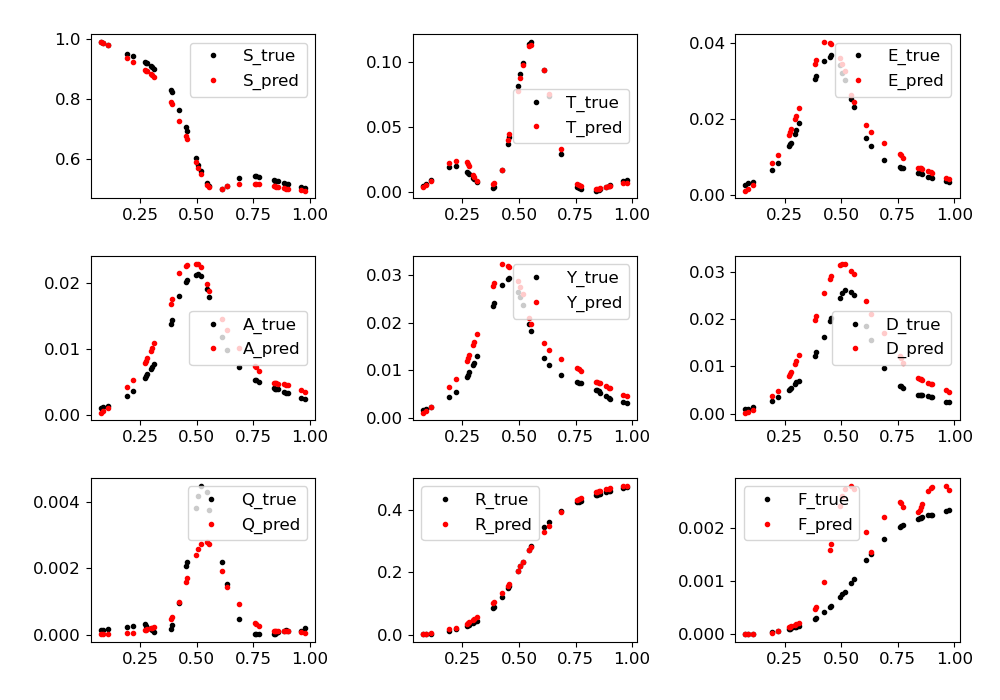 1.0
0.8
0.6
S_true
S_pred
0.25 0.50 0.75 1.00
0.10
0.05
0.00
T_true
T_pred
0.25 0.50 0.75 1.00
0.04
0.02
0.00
E_true
E_pred
0.25 0.50 0.75 1.00
0.02
0.01
0.00
A_true
A_pred
0.25 0.50 0.75 1.00
0.03
0.02
0.01
0.00
Y_true
Y_pred
0.25 0.50 0.75 1.00
0.03
0.02
0.01
0.00
D_true
D_pred
0.25 0.50 0.75 1.00
0.004
0.002
0.000
Q_true
Q_pred
0.25 0.50 0.75 1.00
0.4
0.2
0.0
R_true
R_pred
0.25 0.50 0.75 1.00
0.002
0.001
0.000
F_true
F_pred
0.25 0.50 0.75 1.00